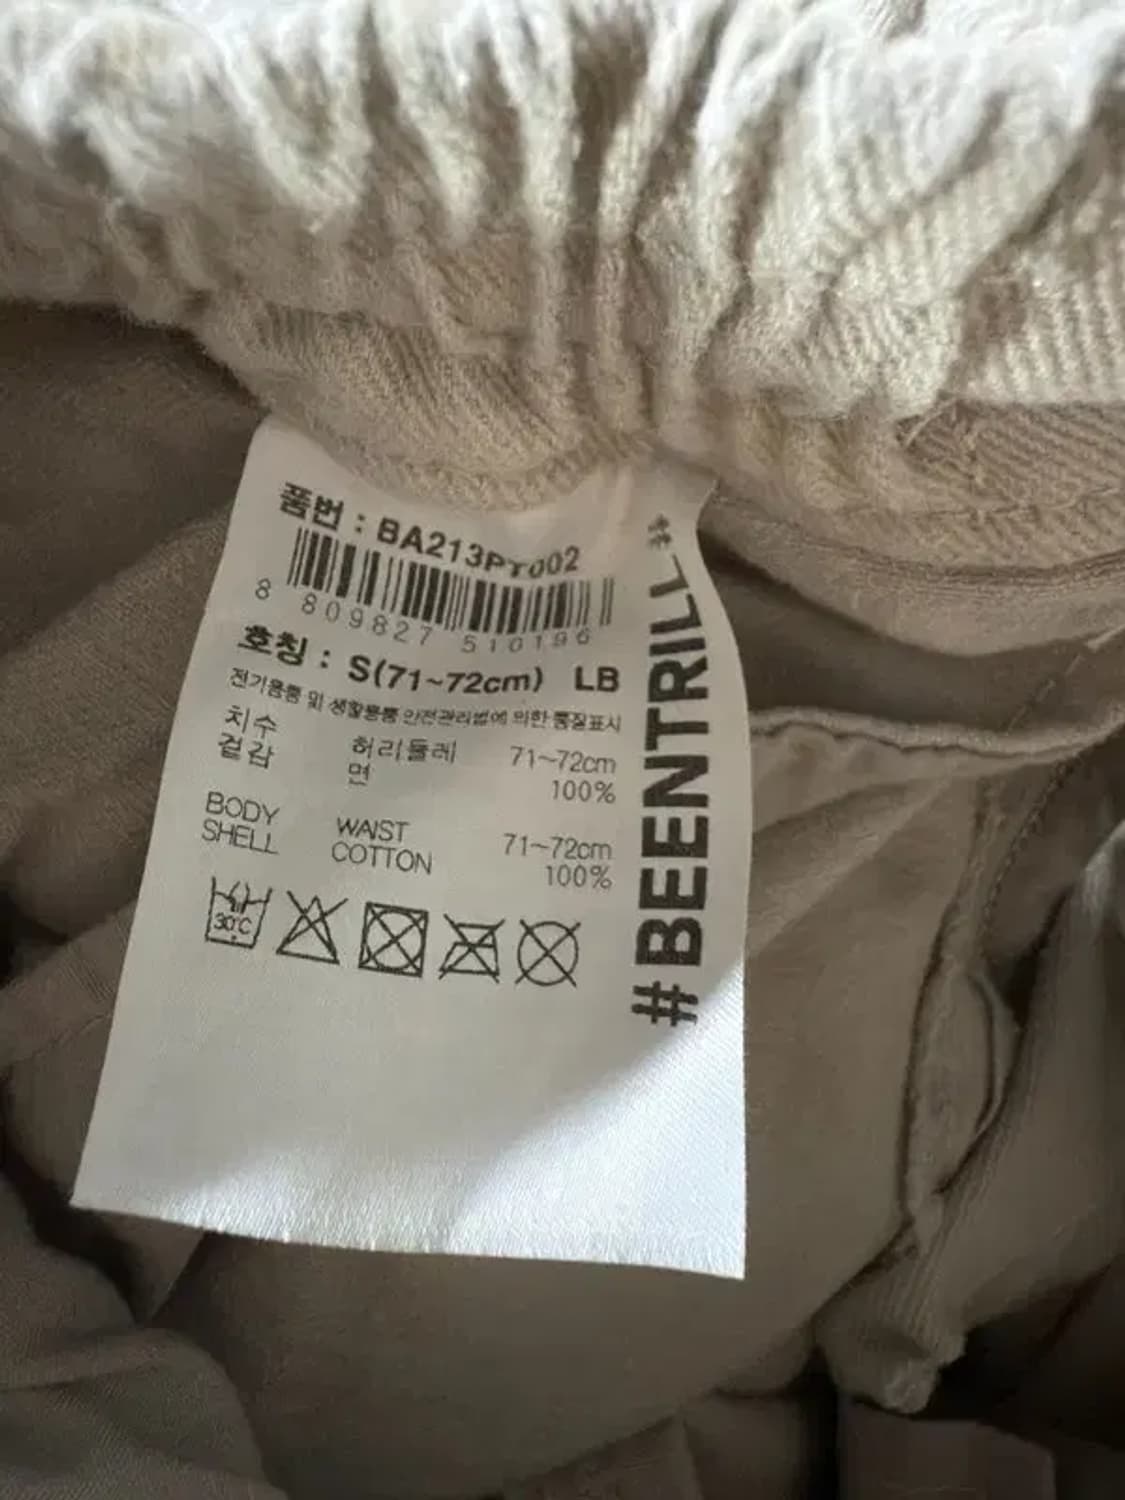 품번 : BA213PT002
8 809827 510196
호칭 : S(71~72cm) LB
전기용품 및 생활용품 안전관리법에 의한 품질표시
치수 허리둘레 71~72cm
겉감 면 100%
BODY WAIST 71~72cm
SHELL COTTON 100%
30℃
#BEENTRILL#